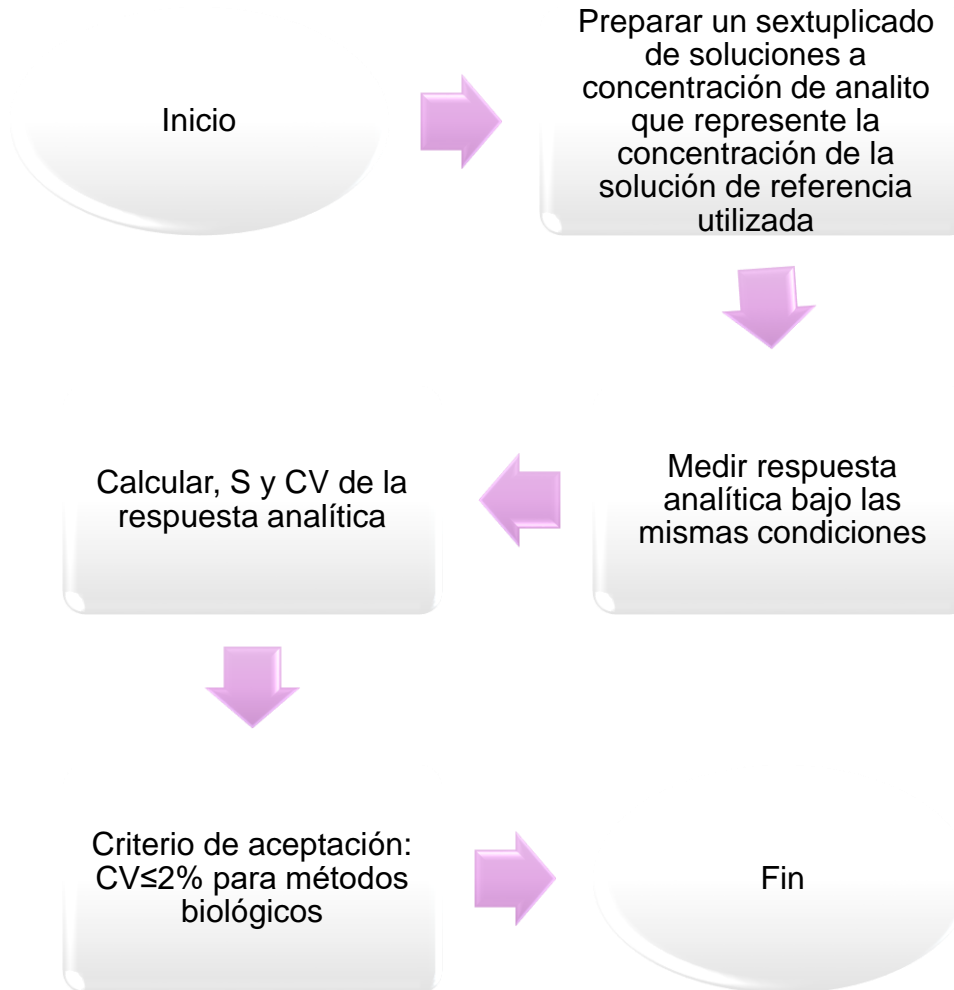 Inicio
Preparar un sextuplicado
de soluciones a
concentración de analito
que represente la
concentración de la
solución de referencia
utilizada
Medir respuesta
analítica bajo las
mismas condiciones
Calcular, S y CV de la
respuesta analítica
Criterio de aceptación:
CV≤2% para métodos
biológicos
Fin